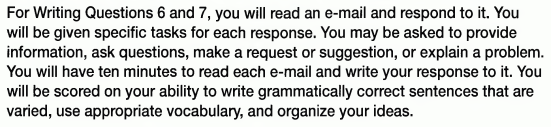 For Writing Questions 6 and 7, you will read an e-mail and respond to it. You
will be given specific tasks for each response. You may be asked to provide
information, ask questions, make a request or suggestion, or explain a problem.
You will have ten minutes to read each e-mail and write your response to it. You
will be scored on your ability to write grammatically correct sentences that are
varied, use appropriate vocabulary, and organize your ideas.